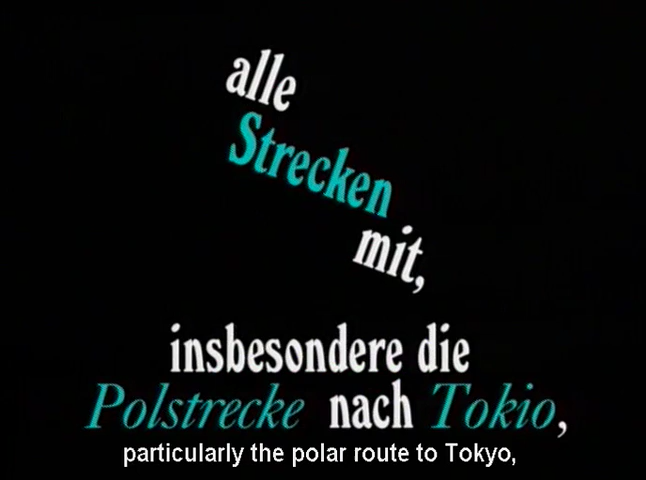 alle
Strecken
mit,
insbesondere die
Polstrecke nach Tokio,
particularly the polar route to Tokyo,